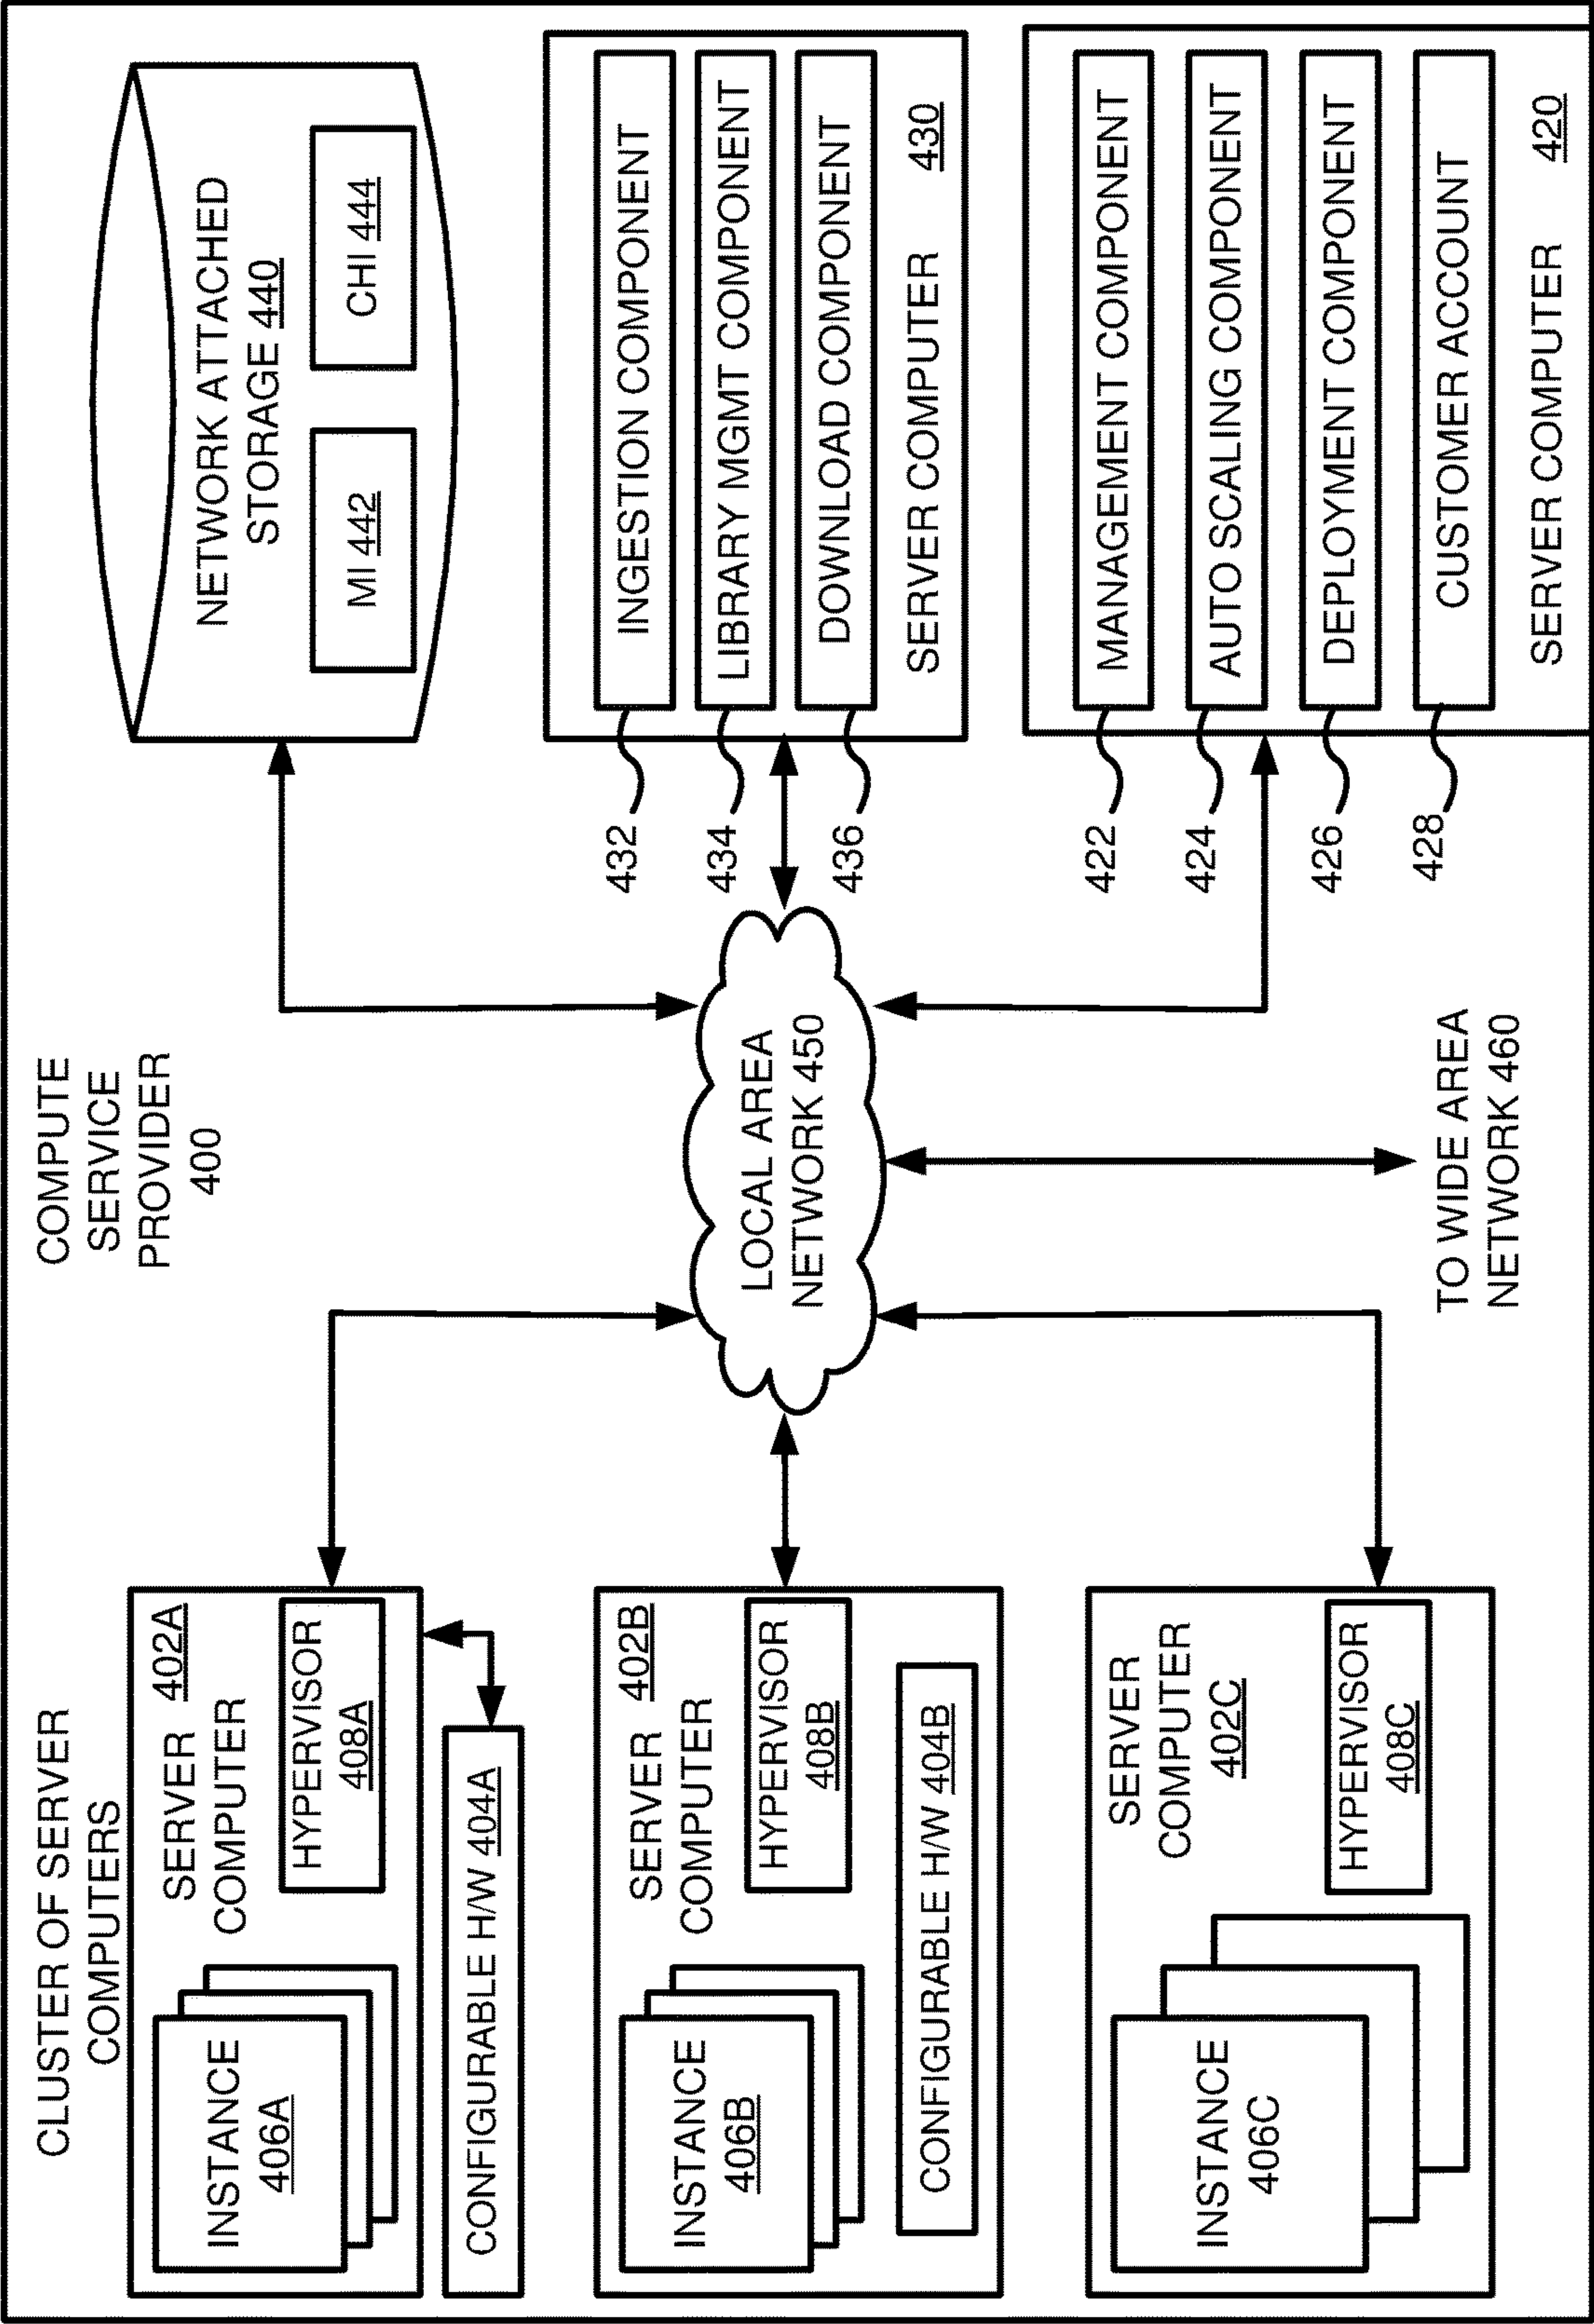 CLUSTER OF SERVER
COMPUTERS
COMPUTE
SERVICE
PROVIDER
400
SERVER 402A
COMPUTER
INSTANCE
406A
HYPERVISOR
408A
CONFIGURABLE H/W 404A
SERVER 402B
COMPUTER
INSTANCE
406B
HYPERVISOR
408B
CONFIGURABLE H/W 404B
SERVER
COMPUTER
402C
INSTANCE
406C
HYPERVISOR
408C
LOCAL AREA
NETWORK 450
TO WIDE AREA
NETWORK 460
NETWORK ATTACHED
STORAGE 440
MI 442
CHI 444
432
INGESTION COMPONENT
434
LIBRARY MGMT COMPONENT
436
DOWNLOAD COMPONENT
SERVER COMPUTER 430
422
MANAGEMENT COMPONENT
424
AUTO SCALING COMPONENT
426
DEPLOYMENT COMPONENT
428
CUSTOMER ACCOUNT
SERVER COMPUTER 420